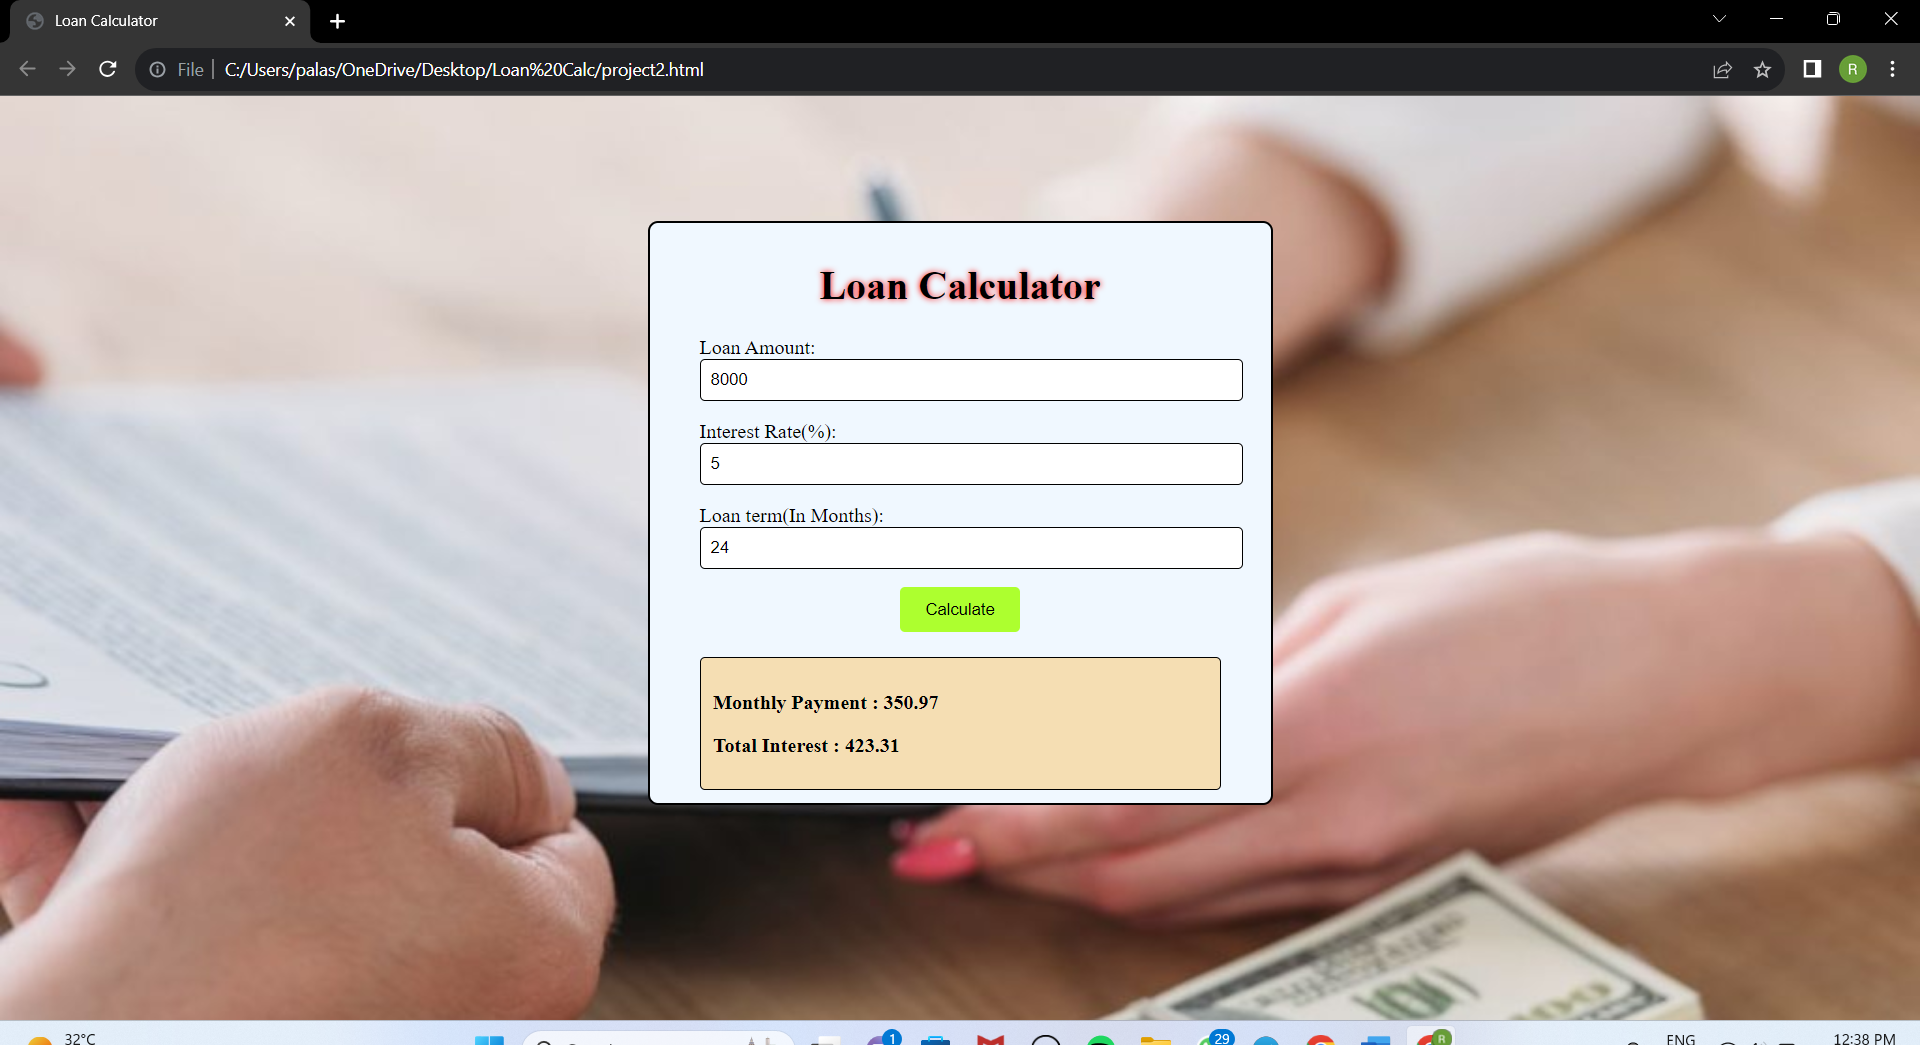 Loan Calculator
File
C:/Users/palas/OneDrive/Desktop/Loan%20Calc/project2.html
R
Loan Calculator
Loan Amount:
8000
Interest Rate(%):
5
Loan term(In Months):
24
Calculate
Monthly Payment : 350.97
Total Interest : 423.31
32°C
1
29
R
ENG
12:38 PM